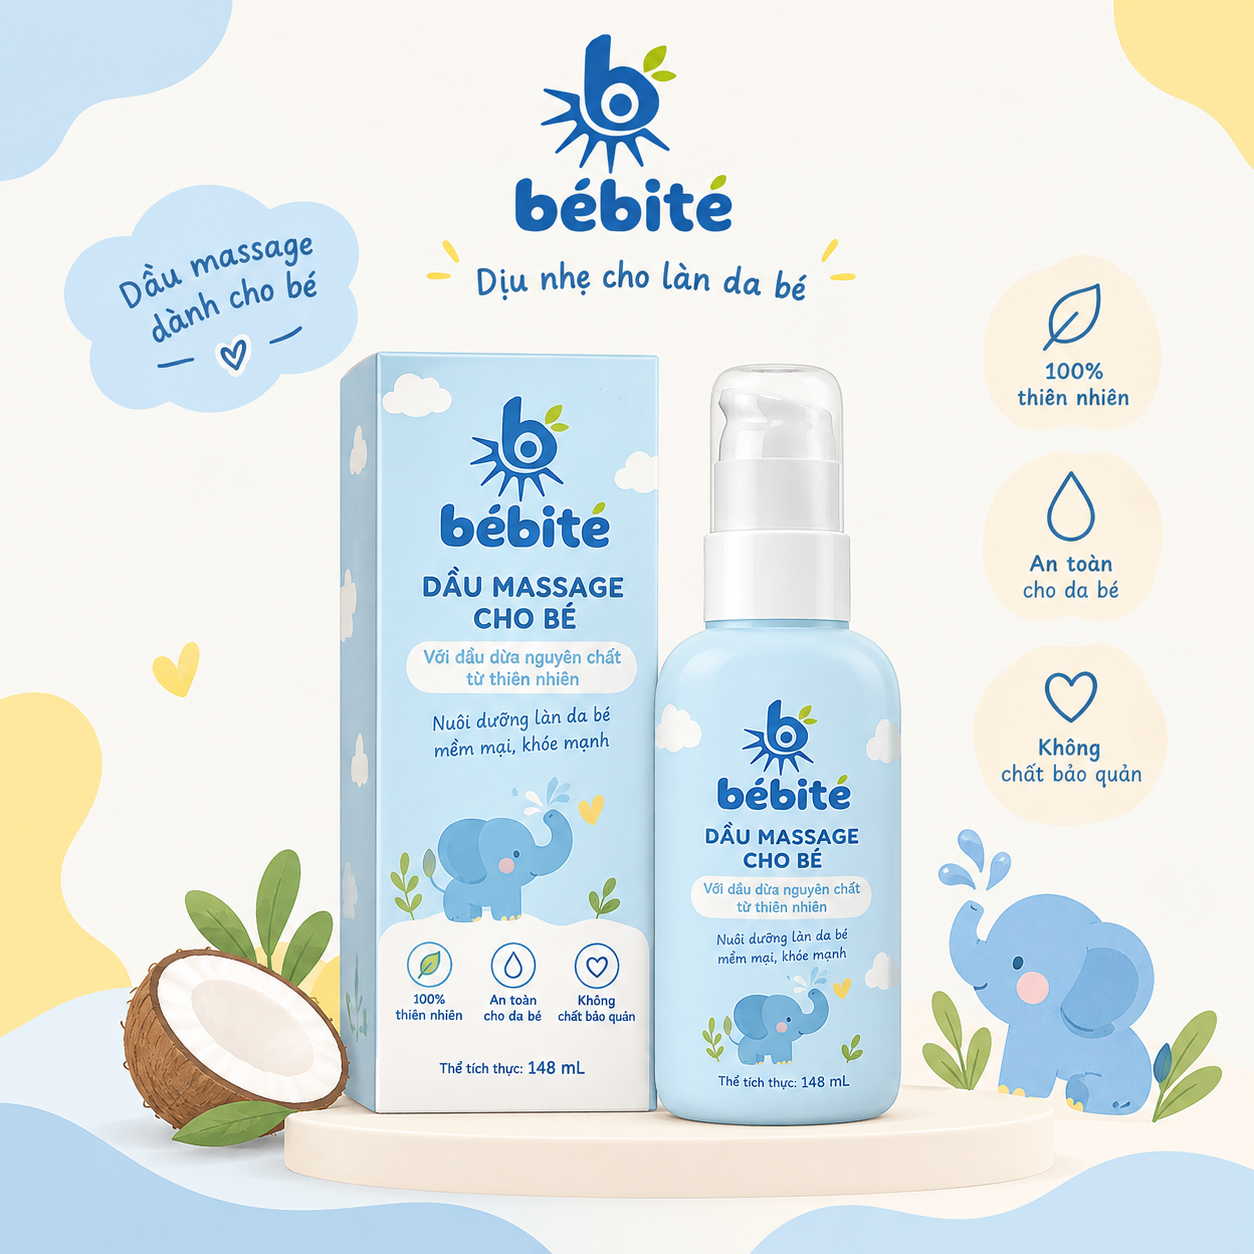 bébité
Dịu nhẹ cho làn da bé
Dầu massage
dành cho bé
100%
thiên nhiên
An toàn
cho da bé
Không
chất bảo quản
bébité
DẦU MASSAGE
CHO BÉ
Với dầu dừa nguyên chất
từ thiên nhiên
Nuôi dưỡng làn da bé
mềm mại, khóe mạnh
100%
thiên nhiên
An toàn
cho da bé
Không
chất bảo quản
Thể tích thực: 148 mL
bébité
DẦU MASSAGE
CHO BÉ
Với dầu dừa nguyên chất
từ thiên nhiên
Nuôi dưỡng làn da bé
mềm mại, khóe mạnh
Thể tích thực: 148 mL